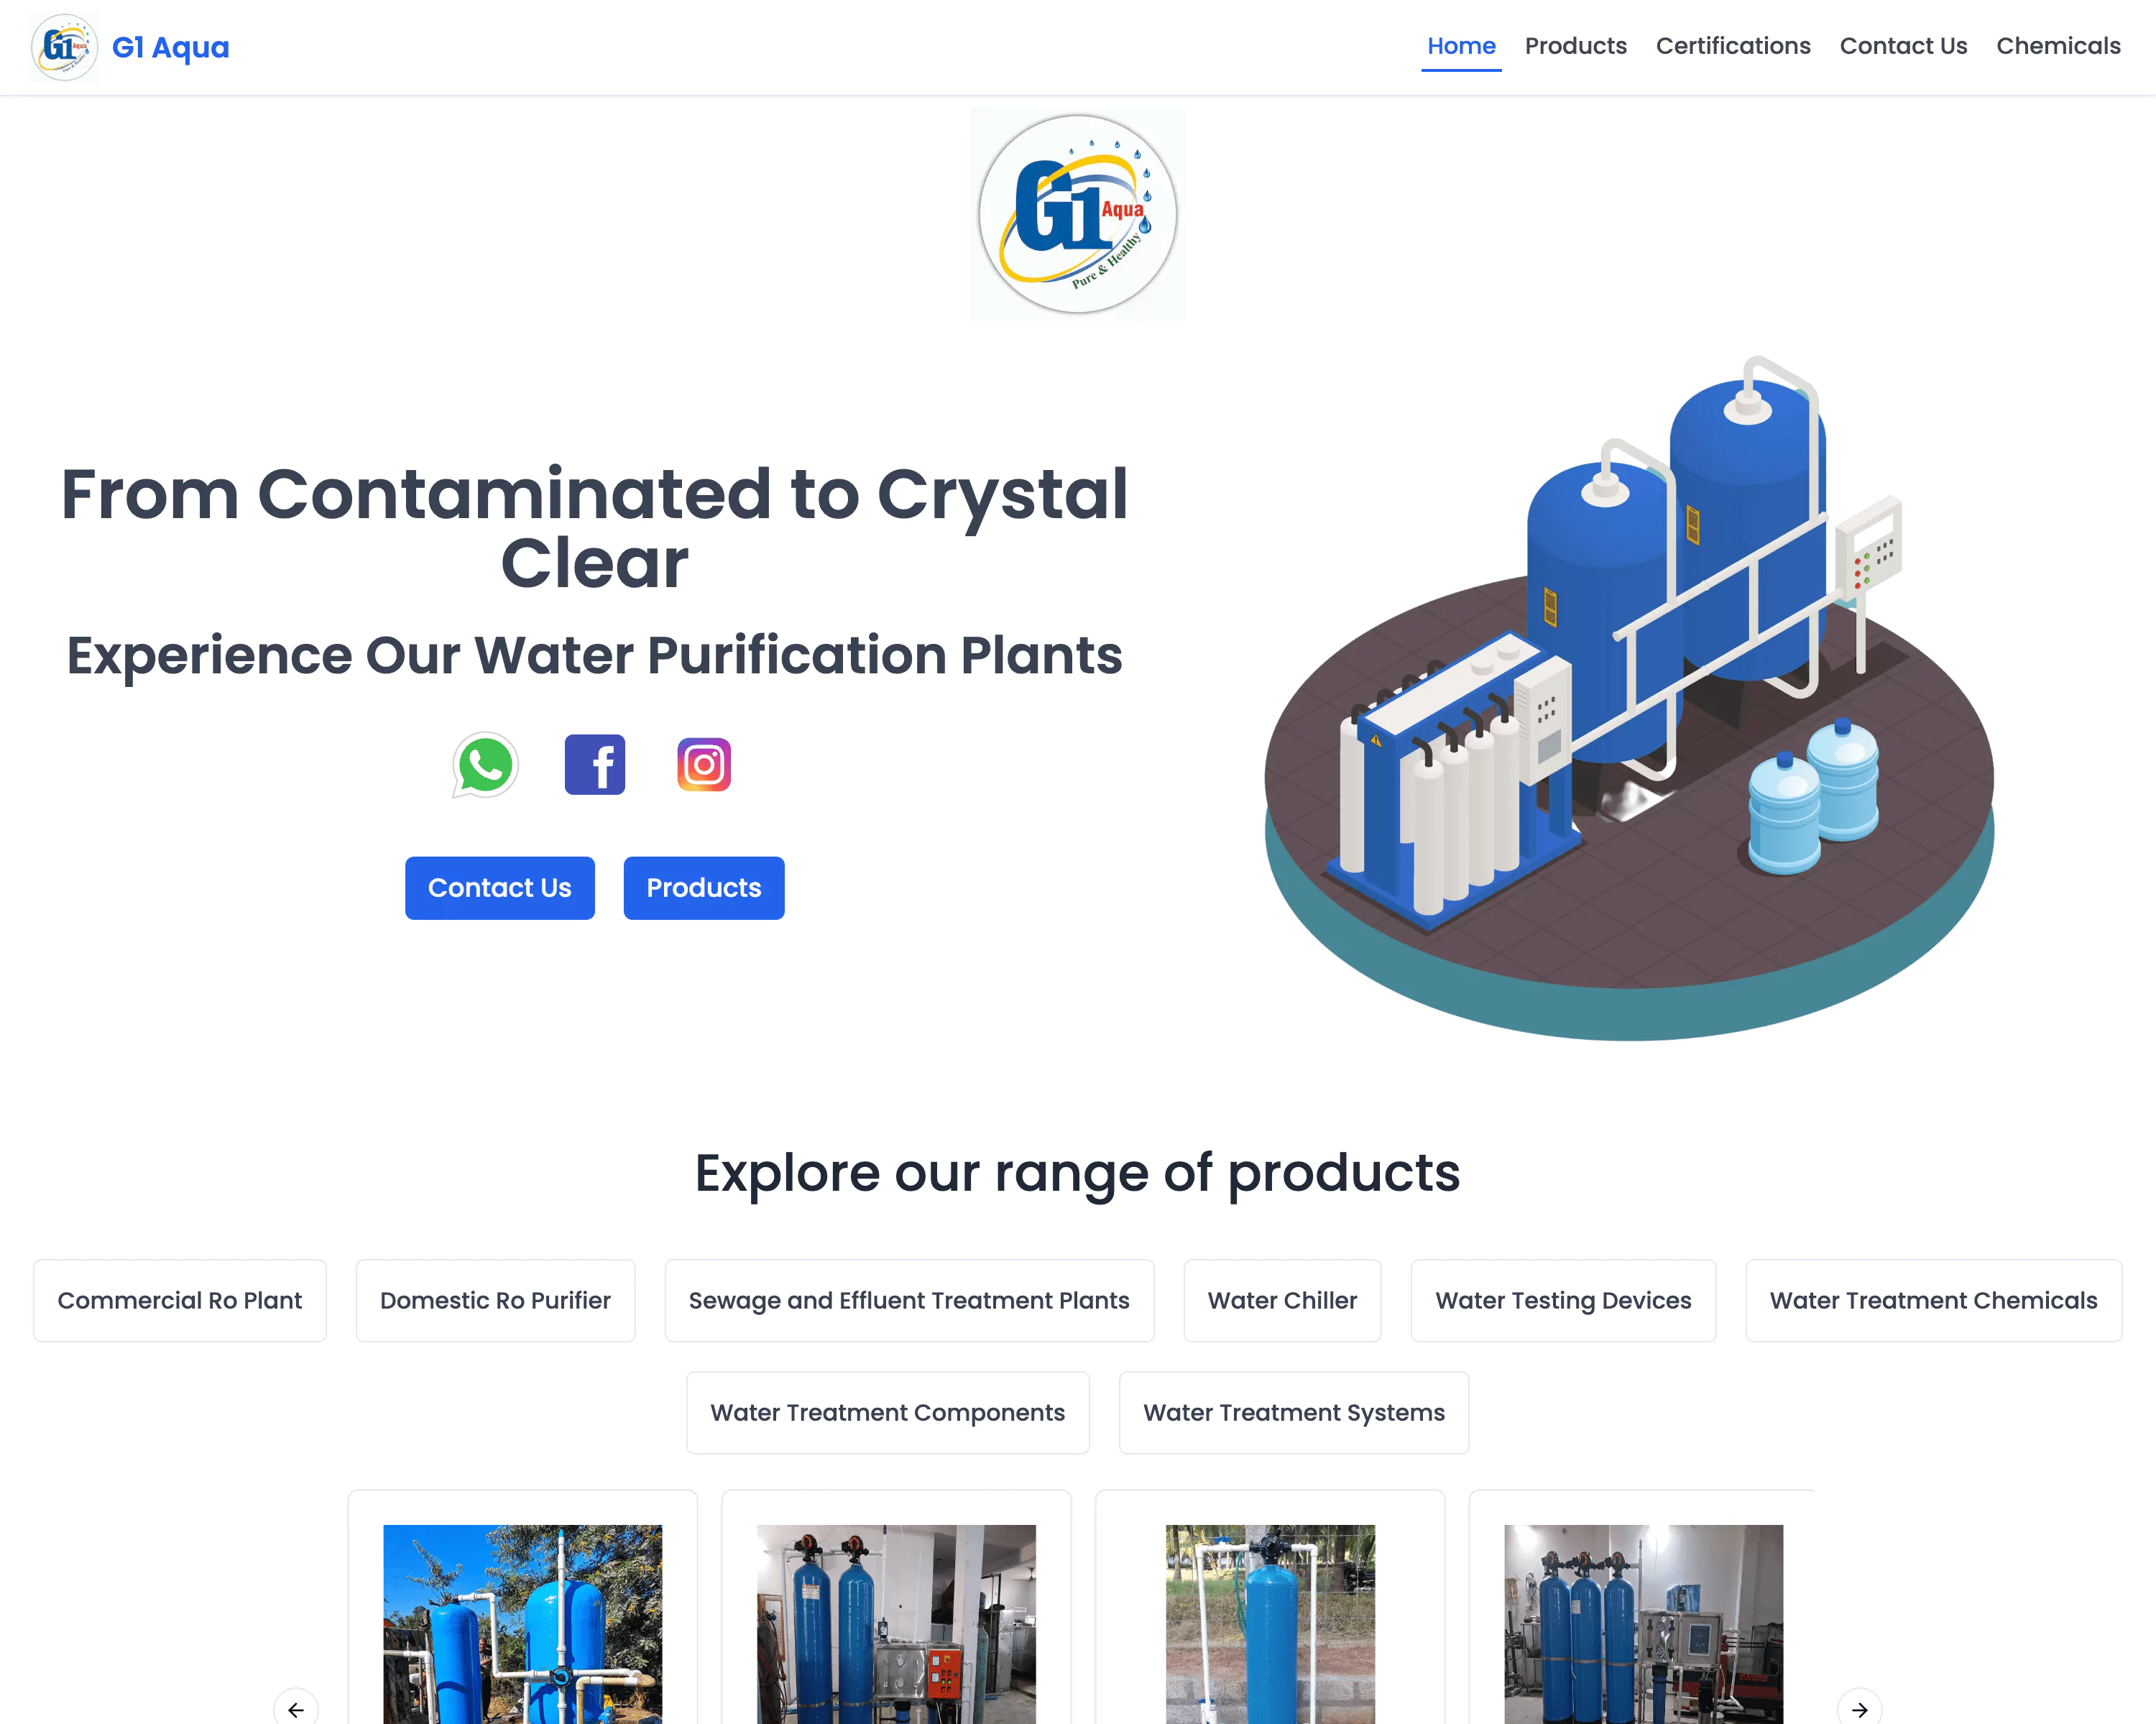 G1 Aqua
G1 Aqua
Home Products Certifications Contact Us Chemicals
G1 Aqua
Pure & Healthy
From Contaminated to Crystal
Clear
Experience Our Water Purification Plants
Contact Us Products
Explore our range of products
Commercial Ro Plant Domestic Ro Purifier Sewage and Effluent Treatment Plants Water Chiller Water Testing Devices Water Treatment Chemicals
Water Treatment Components Water Treatment Systems